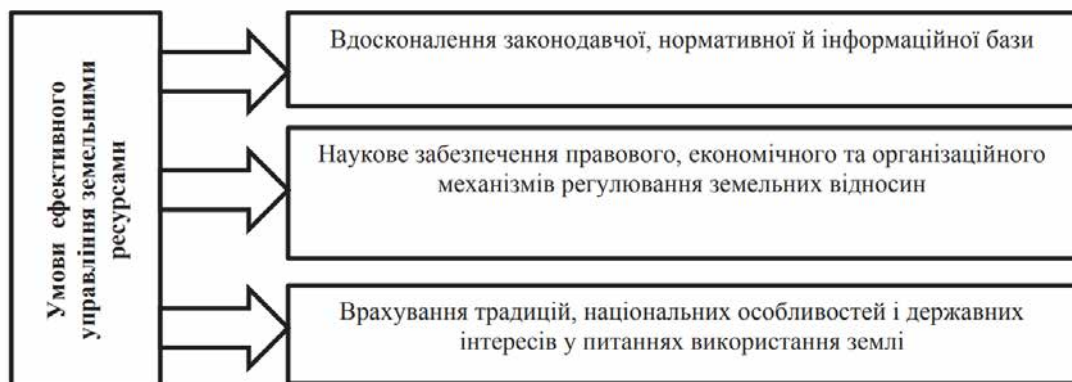 Умови ефективного
управління земельними
ресурсами
Вдосконалення законодавчої, нормативної й інформаційної бази
Наукове забезпечення правового, економічного та організаційного
механізмів регулювання земельних відносин
Врахування традицій, національних особливостей і державних
інтересів у питаннях використання землі